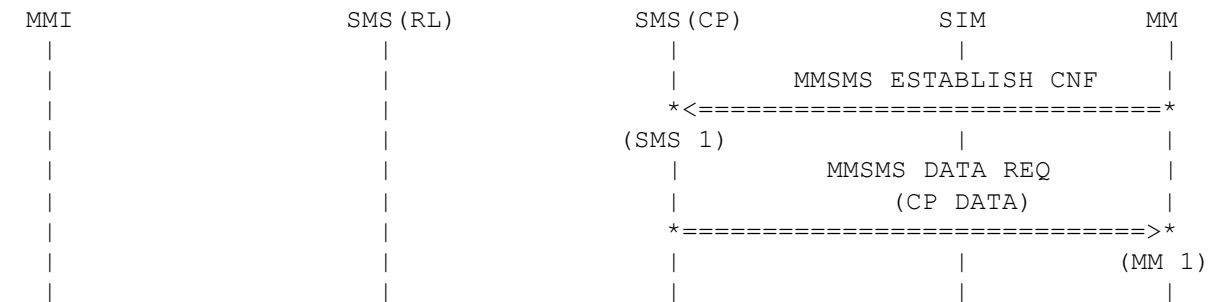 MMI SMS(RL) SMS(CP) SIM MM
MMSMS ESTABLISH CNF
(SMS 1)
MMSMS DATA REQ
(CP DATA)
(MM 1)